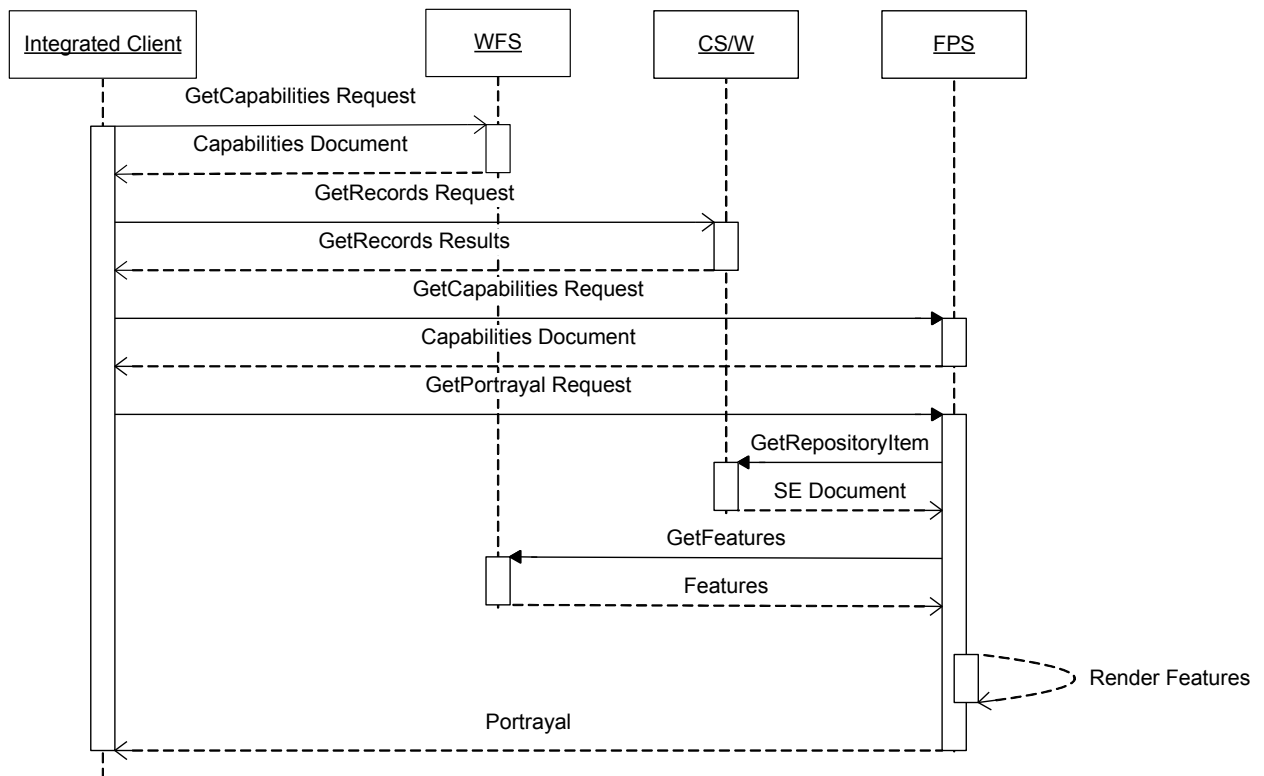 Integrated Client
WFS
CS/W
FPS
GetCapabilities Request
Capabilities Document
GetRecords Request
GetRecords Results
GetCapabilities Request
Capabilities Document
GetPortrayal Request
GetRepositoryItem
SE Document
GetFeatures
Features
Render Features
Portrayal